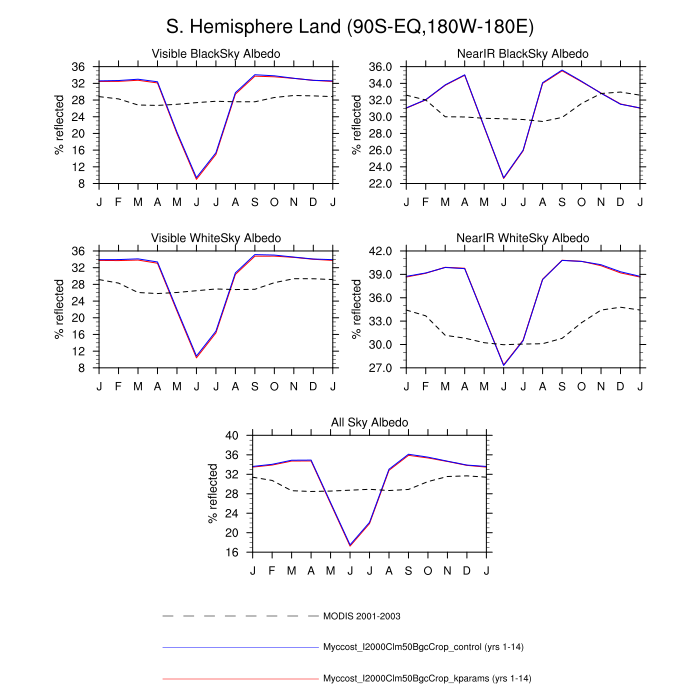 S. Hemisphere Land (90S-EQ,180W-180E)
Visible BlackSky Albedo
% reflected
36
32
28
24
20
16
12
8
J F M A M J J A S O N D J
NearIR BlackSky Albedo
% reflected
36.0
34.0
32.0
30.0
28.0
26.0
24.0
22.0
J F M A M J J A S O N D J
Visible WhiteSky Albedo
% reflected
36
32
28
24
20
16
12
8
J F M A M J J A S O N D J
NearIR WhiteSky Albedo
% reflected
42.0
39.0
36.0
33.0
30.0
27.0
J F M A M J J A S O N D J
All Sky Albedo
% reflected
40
36
32
28
24
20
16
J F M A M J J A S O N D J
MODIS 2001-2003
Myccost_I2000Clm50BgcCrop_control (yrs 1-14)
Myccost_I2000Clm50BgcCrop_kparams (yrs 1-14)